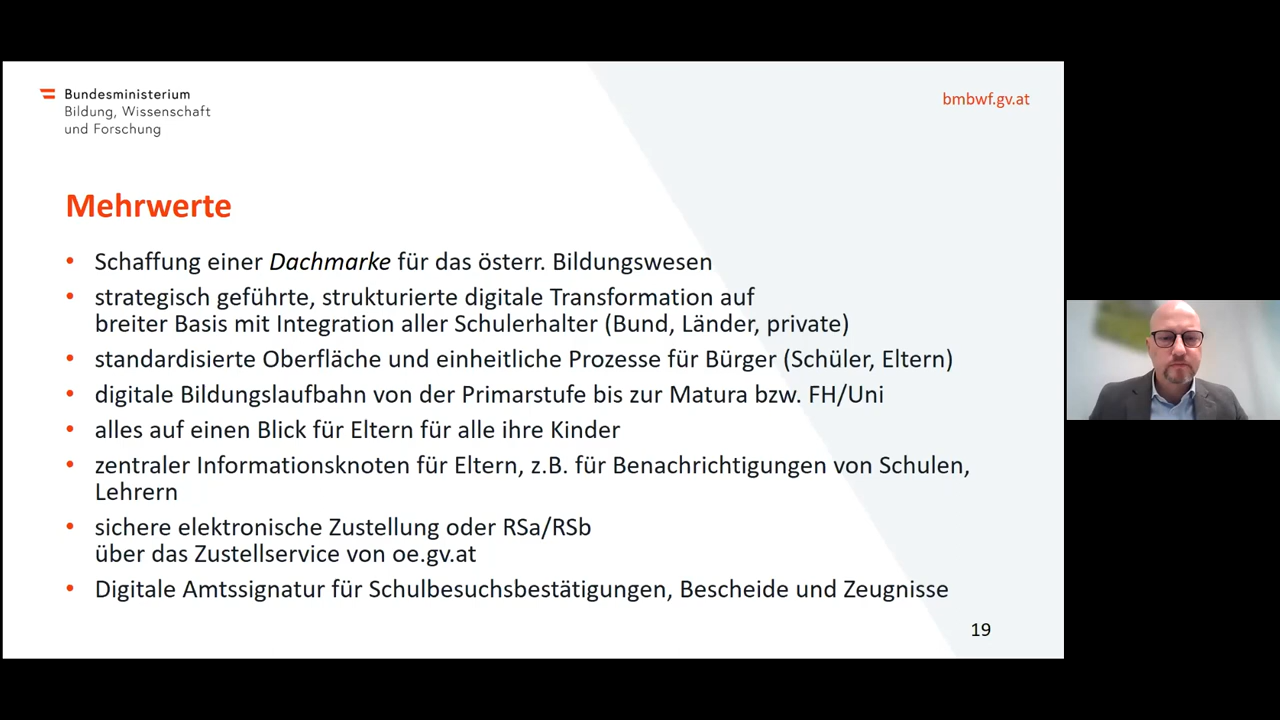 Bundesministerium
Bildung, Wissenschaft
und Forschung
bmbwf.gv.at
Mehrwerte
• Schaffung einer Dachmarke für das österr. Bildungswesen
• strategisch geführte, strukturierte digitale Transformation auf
breiter Basis mit Integration aller Schulerhalter (Bund, Länder, private)
• standardisierte Oberfläche und einheitliche Prozesse für Bürger (Schüler, Eltern)
• digitale Bildungslaufbahn von der Primarstufe bis zur Matura bzw. FH/Uni
• alles auf einen Blick für Eltern für alle ihre Kinder
• zentraler Informationsknoten für Eltern, z.B. für Benachrichtigungen von Schulen,
Lehrern
• sichere elektronische Zustellung oder RSa/RSb
über das Zustellservice von oe.gv.at
• Digitale Amtssignatur für Schulbesuchsbestätigungen, Bescheide und Zeugnisse
19